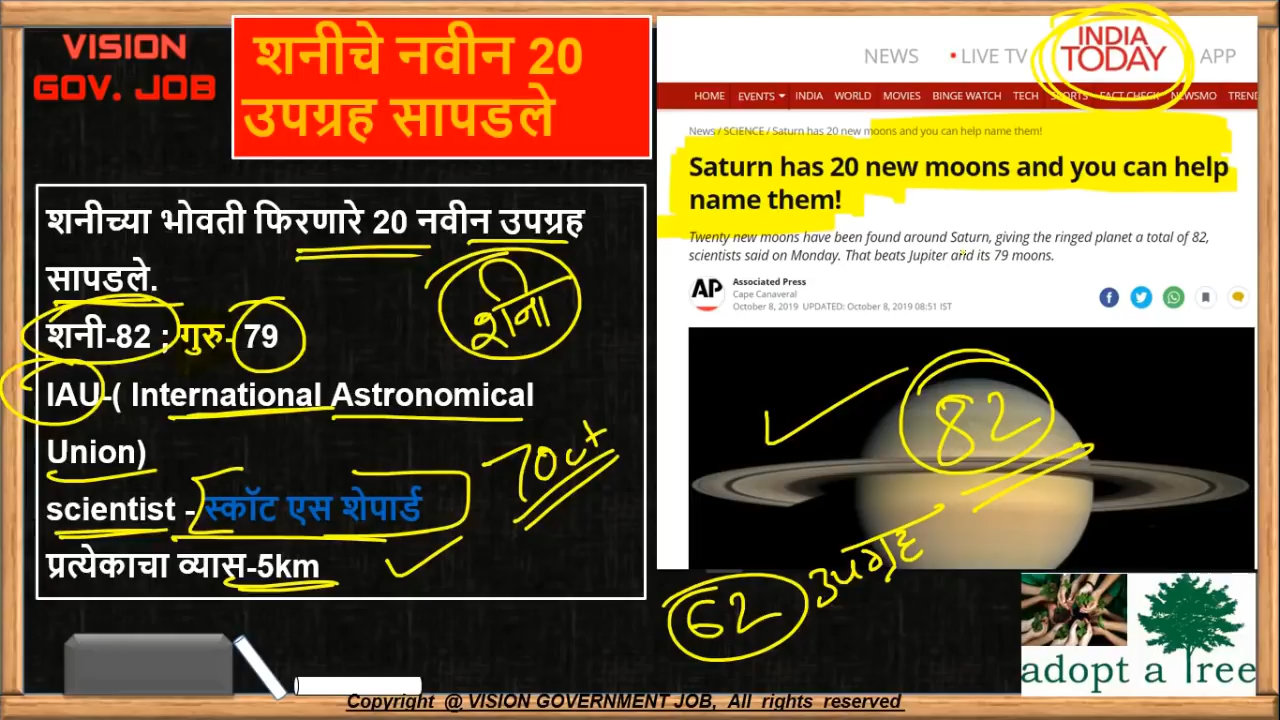 VISION
GOV. JOB
शनीचे नवीन 20
उपग्रह सापडले
शनीच्या भोवती फिरणारे 20 नवीन उपग्रह
सापडले.
शनी-82 ; गुरु- 79
IAU-( International Astronomical
Union)
scientist - स्कॉट एस शेपार्ड
प्रत्येकाचा व्यास-5km
शनी
70ct
NEWS • LIVE TV INDIA TODAY APP
HOME EVENTS INDIA WORLD MOVIES BINGE WATCH TECH SPORTS FACT CHECK NEWSMO TREND
News / SCIENCE / Saturn has 20 new moons and you can help name them!
Saturn has 20 new moons and you can help
name them!
Twenty new moons have been found around Saturn, giving the ringed planet a total of 82,
scientists said on Monday. That beats Jupiter and its 79 moons.
AP
Associated Press
Cape Canaveral
October 8, 2019 UPDATED: October 8, 2019 08:51 IST
82
62 उपग्रह
adopt a Tree
Copyright @ VISION GOVERNMENT JOB, All rights reserved